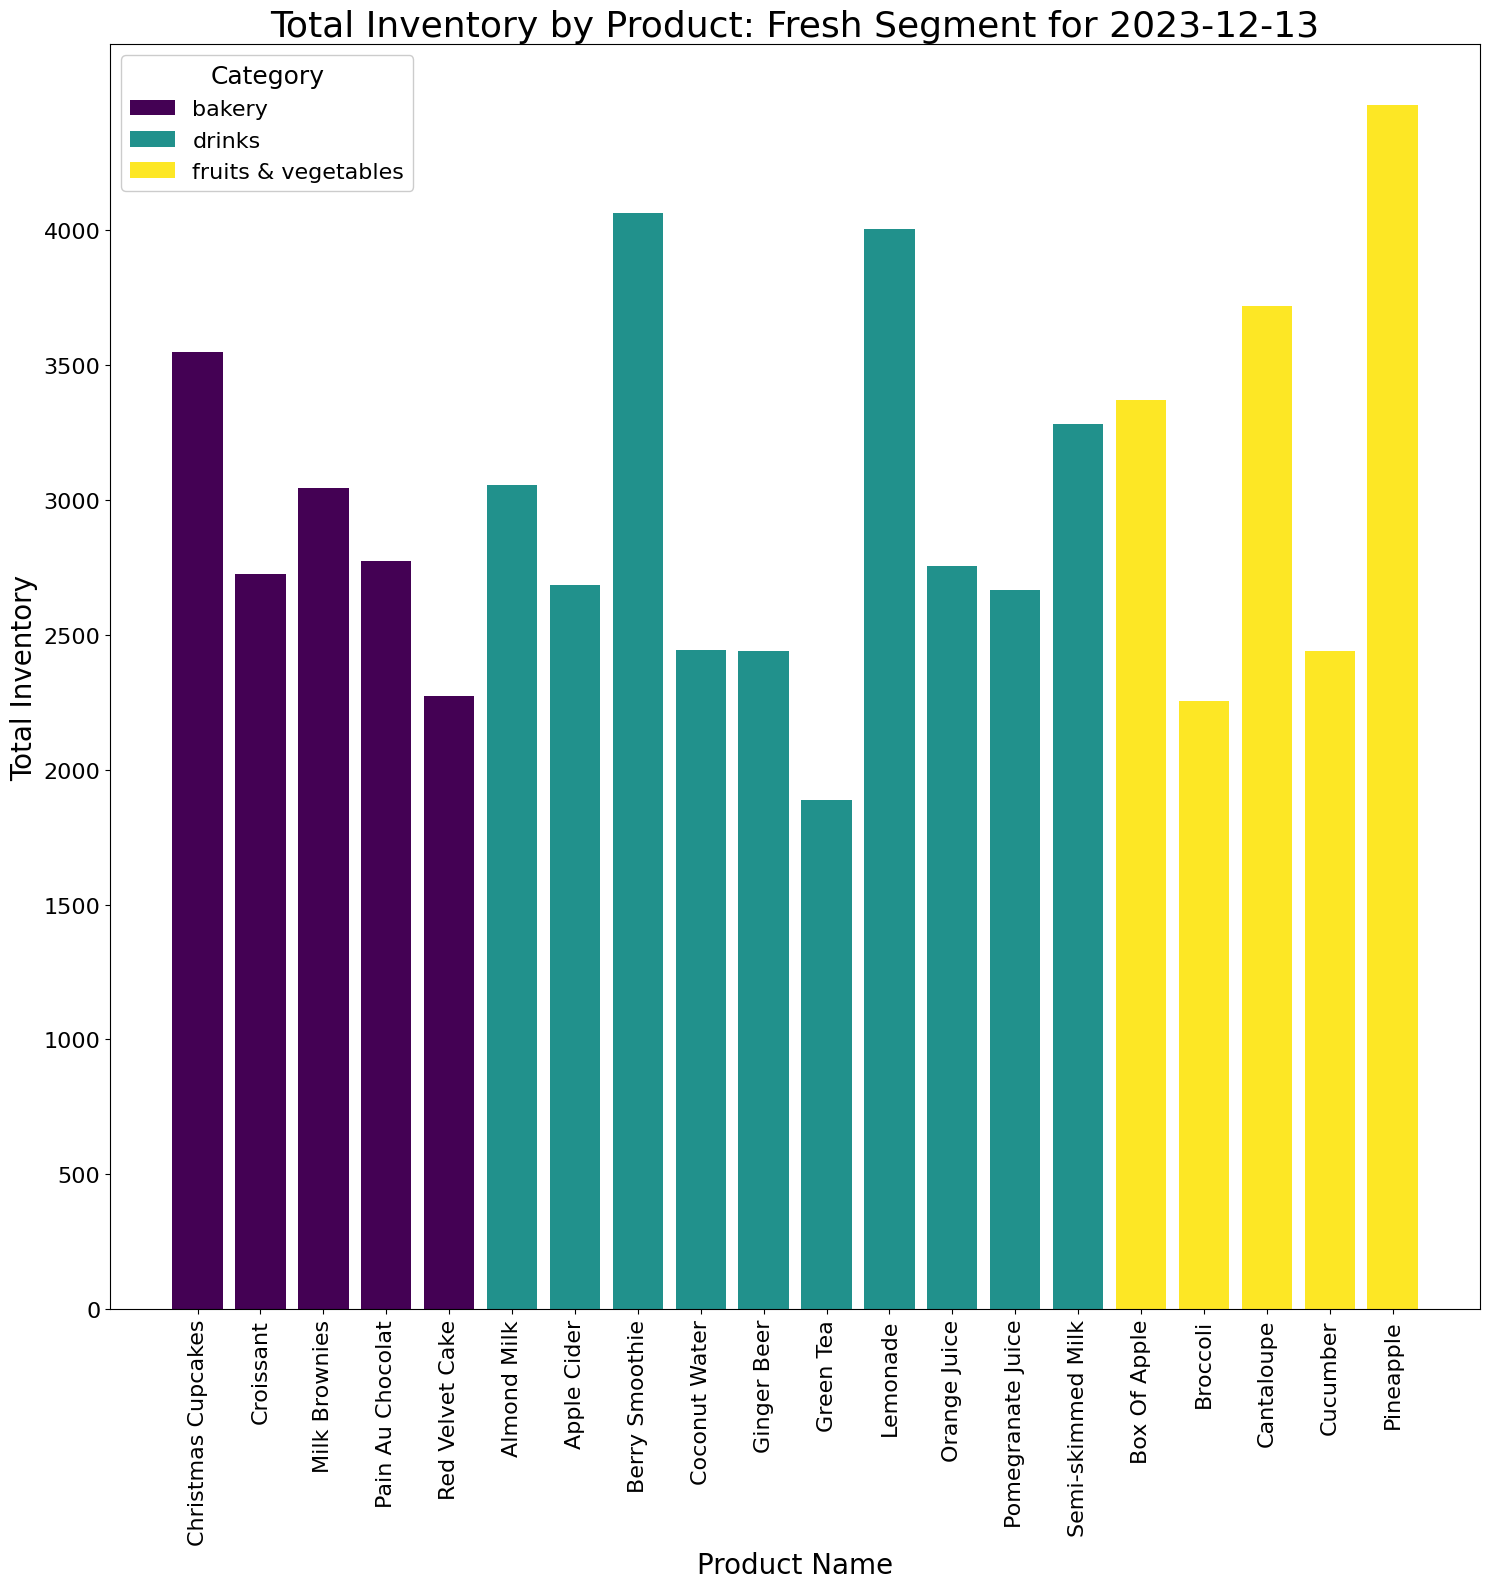 Total Inventory by Product: Fresh Segment for 2023-12-13
Category
bakery
drinks
fruits & vegetables
Total Inventory
4000
3500
3000
2500
2000
1500
1000
500
0
Christmas Cupcakes
Croissant
Milk Brownies
Pain Au Chocolat
Red Velvet Cake
Almond Milk
Apple Cider
Berry Smoothie
Coconut Water
Ginger Beer
Green Tea
Lemonade
Orange Juice
Pomegranate Juice
Semi-skimmed Milk
Box Of Apple
Broccoli
Cantaloupe
Cucumber
Pineapple
Product Name